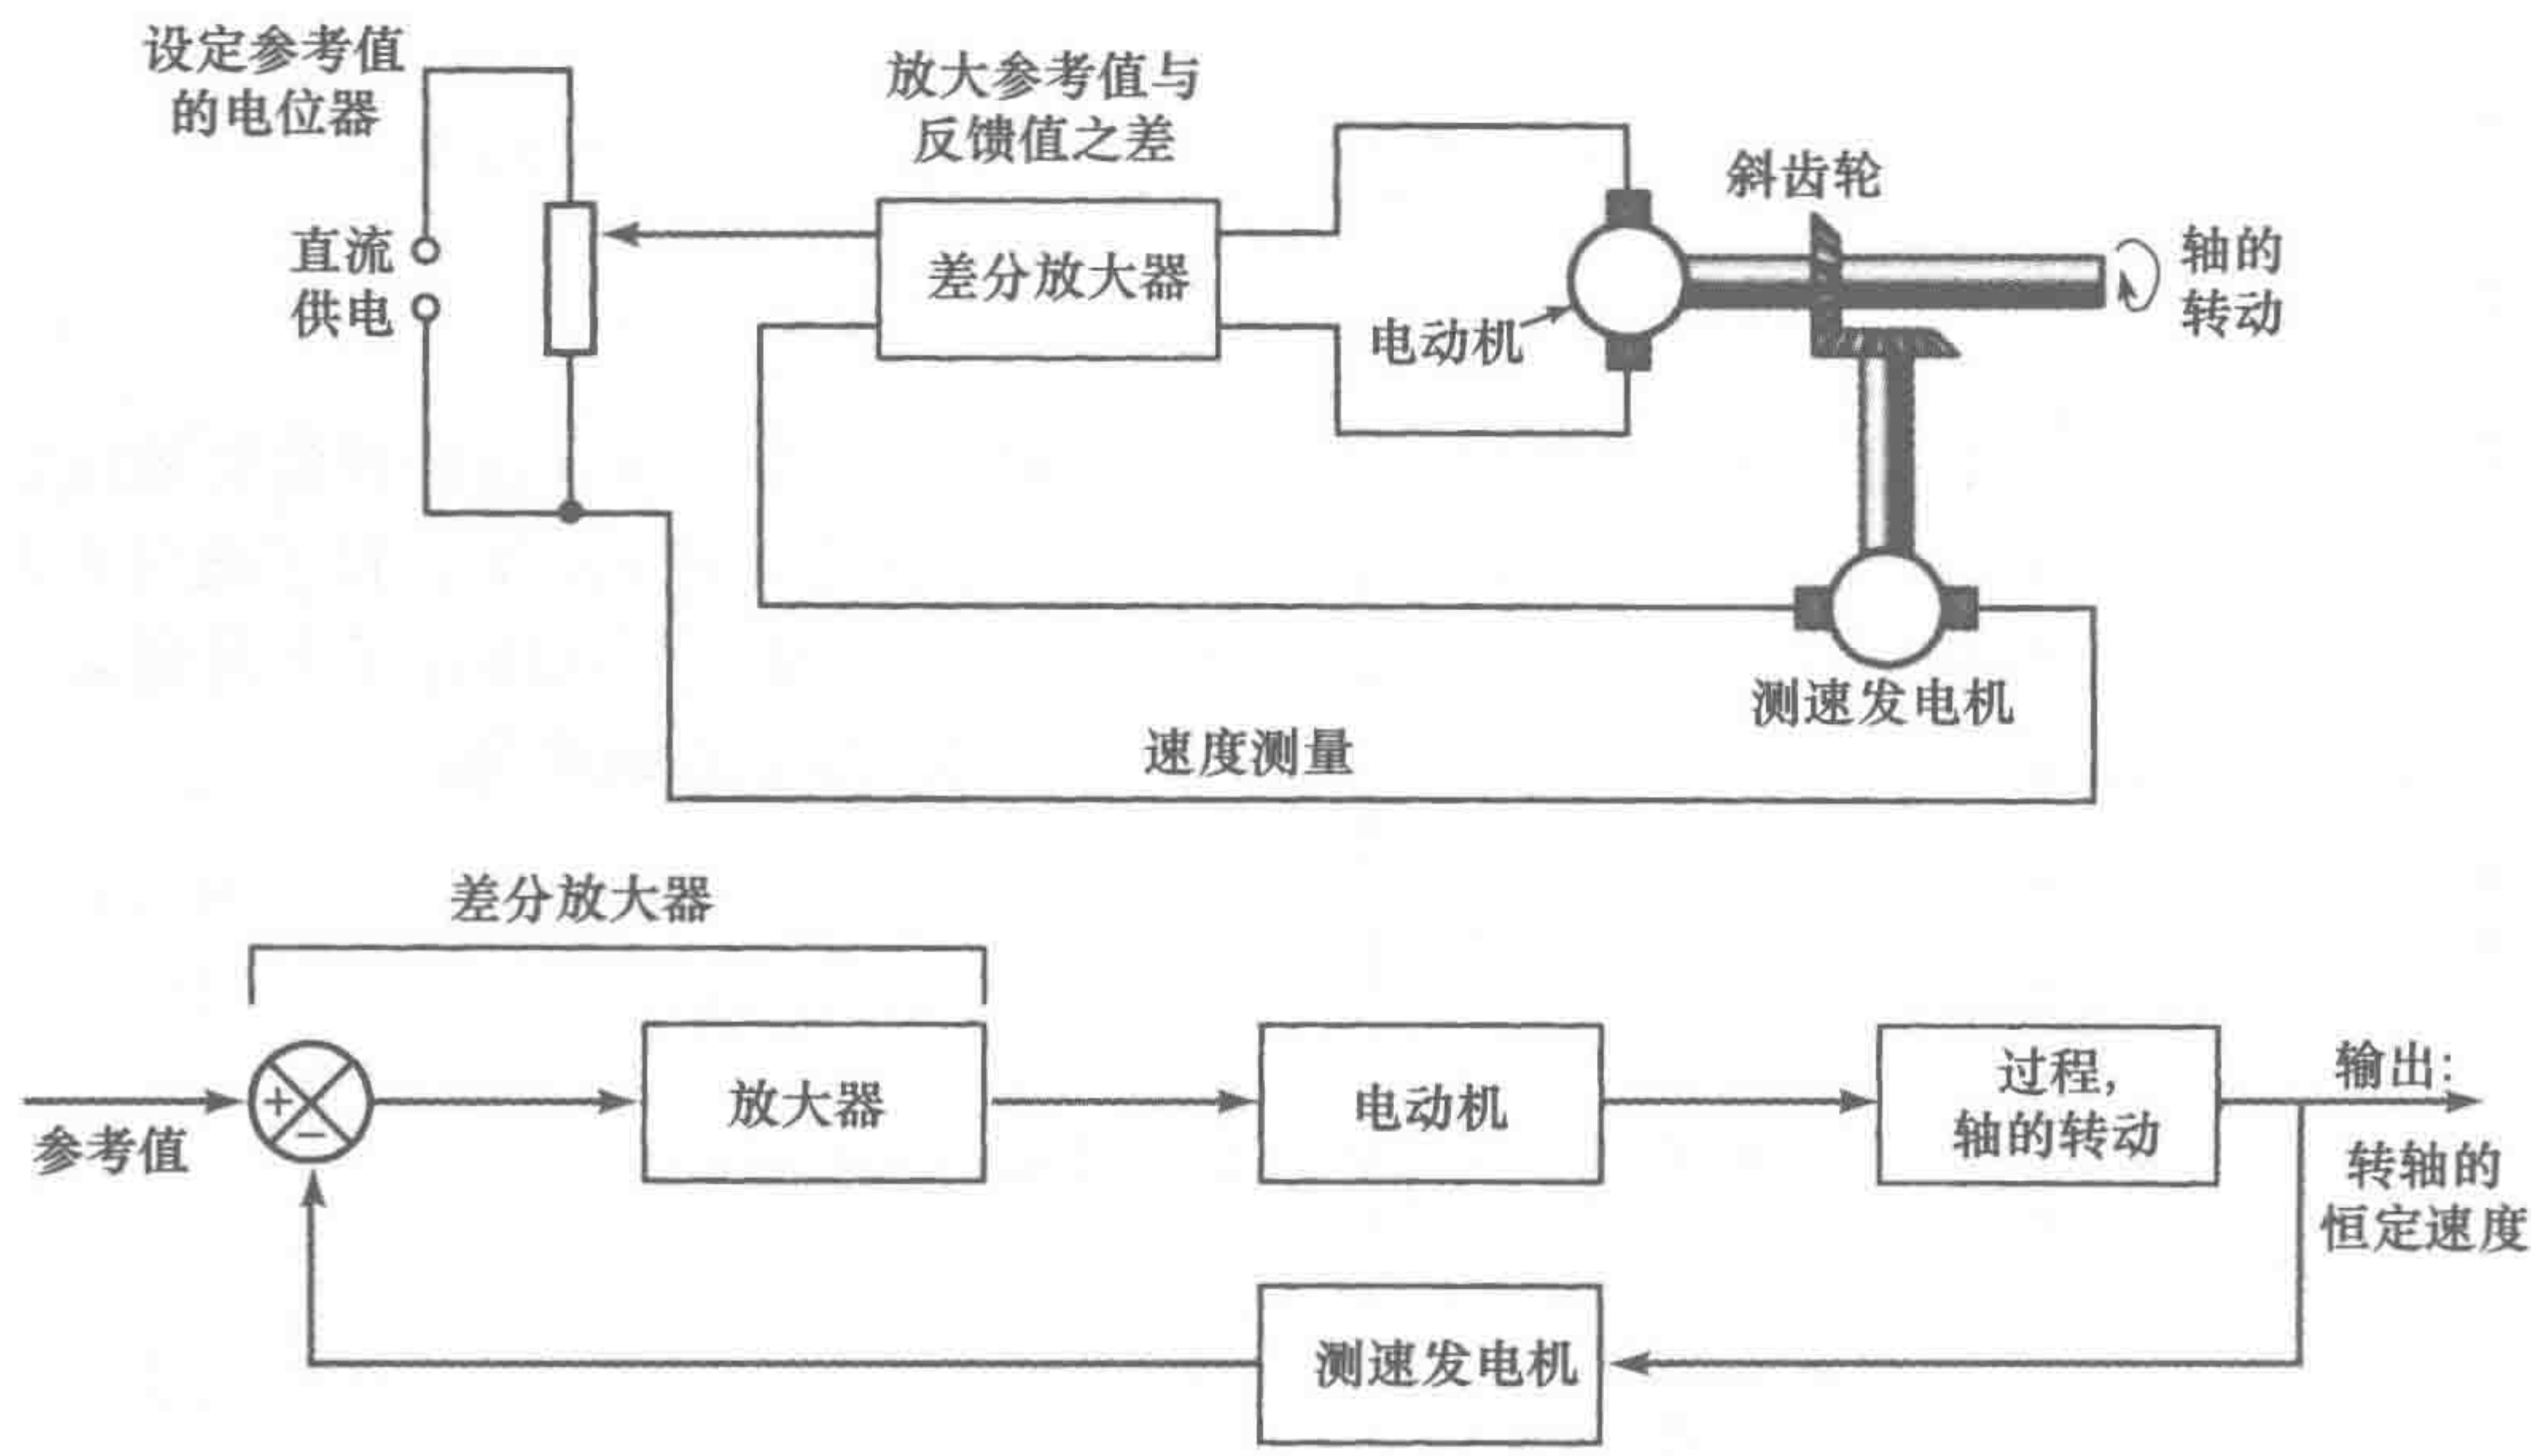 设定参考值
的电位器
放大参考值与
反馈值之差
斜齿轮
直流
供电
差分放大器
电动机
轴的
转动
测速发电机
速度测量
差分放大器
参考值
+
−
放大器
电动机
过程,
轴的转动
输出:
转轴的
恒定速度
测速发电机